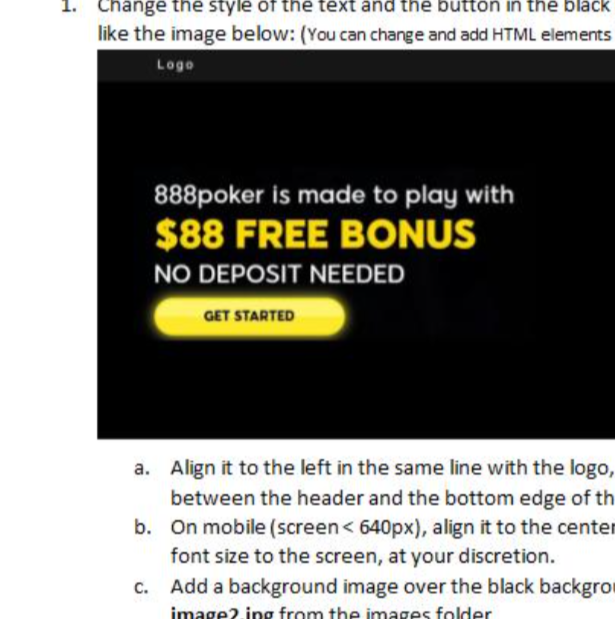 1. Change the style of the text and the button in the black
like the image below: (You can change and add HTML elements
Logo
888poker is made to play with
$88 FREE BONUS
NO DEPOSIT NEEDED
GET STARTED
a. Align it to the left in the same line with the logo,
between the header and the bottom edge of th
b. On mobile (screen < 640px), align it to the center
font size to the screen, at your discretion.
c. Add a background image over the black backgrou
image2.jpg from the images folder